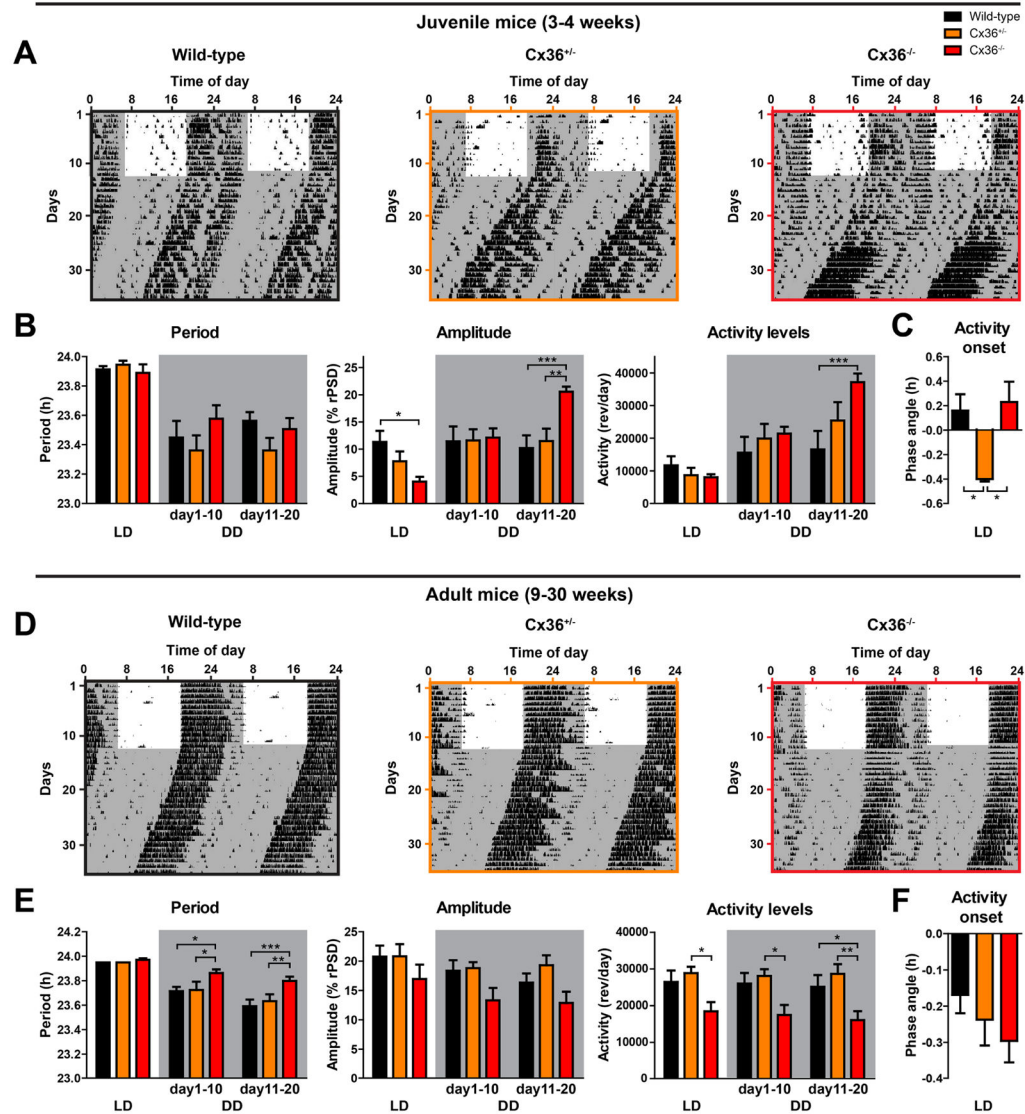 Juvenile mice (3-4 weeks)
Wild-type
Cx36+/-
Cx36-/-
A
Wild-type
Cx36+/-
Cx36-/-
Time of day
Time of day
Time of day
0 8 16 24 8 16 24
0 8 16 24 8 16 24
0 8 16 24 8 16 24
Days
1
10
20
30
Days
1
10
20
30
Days
1
10
20
30
B
Period
Period (h)
24.0
23.8
23.6
23.4
23.2
23.0
day1-10 day11-20
LD DD
Amplitude
Amplitude (% rPSD)
25
20
15
10
5
0
*
***
**
day1-10 day11-20
LD DD
Activity levels
Activity (rev/day)
40000
30000
20000
10000
0
***
day1-10 day11-20
LD DD
C
Activity
onset
Phase angle (h)
0.6
0.4
0.2
-0.0
-0.2
-0.4
-0.6
* *
LD
Adult mice (9-30 weeks)
D
Wild-type
Cx36+/-
Cx36-/-
Time of day
Time of day
Time of day
0 8 16 24 8 16 24
0 8 16 24 8 16 24
0 8 16 24 8 16 24
Days
1
10
20
30
Days
1
10
20
30
Days
1
10
20
30
E
Period
Period (h)
24.2
24.0
23.8
23.6
23.4
23.2
23.0
*
*
***
**
day1-10 day11-20
LD DD
Amplitude
Amplitude (% rPSD)
25
20
15
10
5
0
day1-10 day11-20
LD DD
Activity levels
Activity (rev/day)
40000
30000
20000
10000
0
*
*
*
**
day1-10 day11-20
LD DD
F
Activity
onset
Phase angle (h)
0.0
-0.1
-0.2
-0.3
-0.4
LD